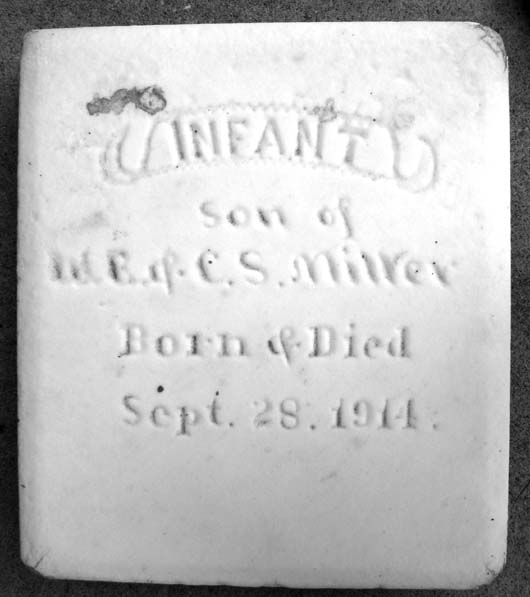 INFANT
Son of
W. E. & C. S. Miller
Born & Died
Sept. 28. 1914.